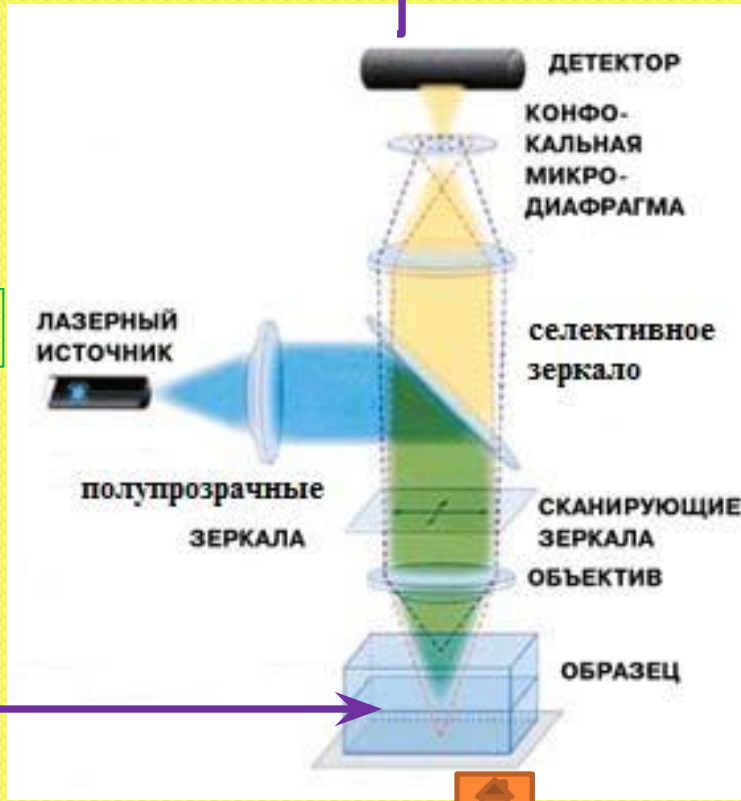 ДЕТЕКТОР
КОНФО-
КАЛЬНАЯ
МИКРО-
ДИАФРАГМА
ЛАЗЕРНЫЙ
ИСТОЧНИК
селективное
зеркало
полупрозрачные
ЗЕРКАЛА
СКАНИРУЮЩИЕ
ЗЕРКАЛА
ОБЪЕКТИВ
ОБРАЗЕЦ